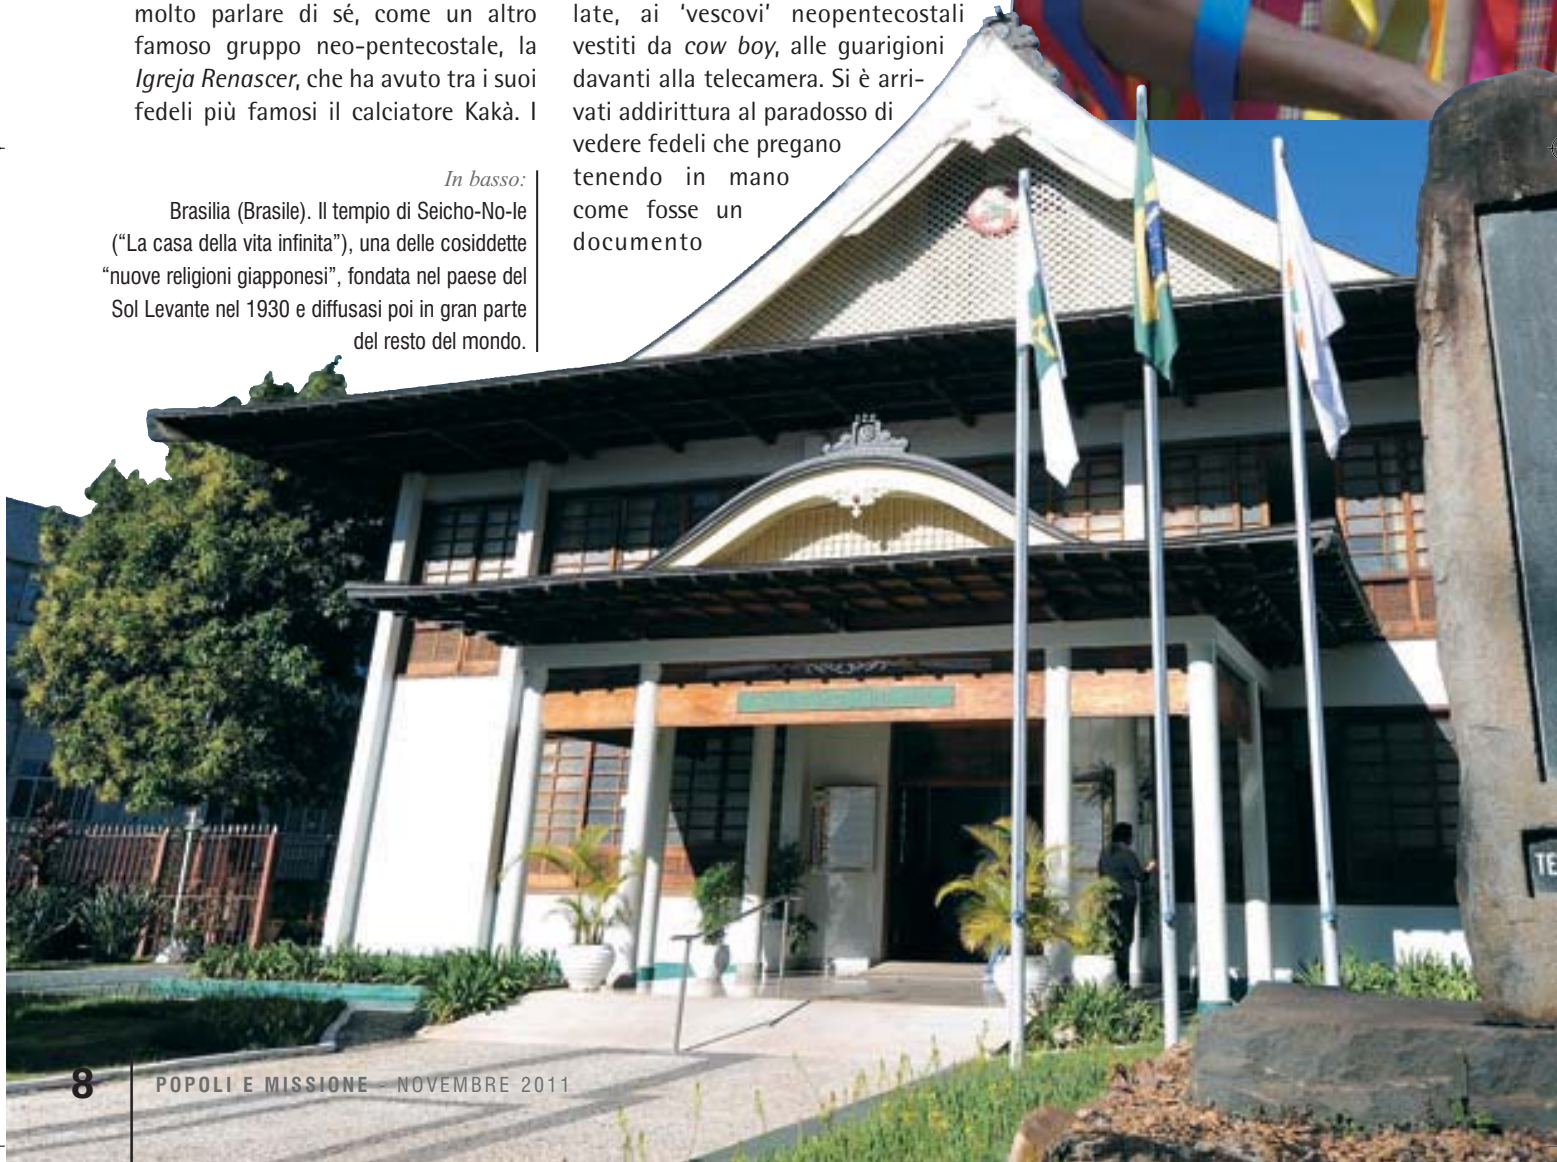 molto parlare di sé, come un altro
famoso gruppo neo-pentecostale, la
Igreja Renascer, che ha avuto tra i suoi
fedeli più famosi il calciatore Kakà. I
late, ai ‘vescovi’ neopentecostali
vestiti da cow boy, alle guarigioni
davanti alla telecamera. Si è arri-
vati addirittura al paradosso di
vedere fedeli che pregano
tenendo in mano
come fosse un
documento
In basso:
Brasilia (Brasile). Il tempio di Seicho-No-Ie
(“La casa della vita infinita”), una delle cosiddette
“nuove religioni giapponesi”, fondata nel paese del
Sol Levante nel 1930 e diffusasi poi in gran parte
del resto del mondo.
TE
8
POPOLI E MISSIONE - NOVEMBRE 2011